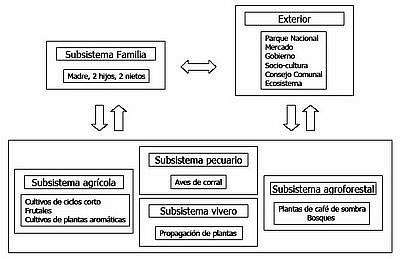 Subsistema Familia
Madre, 2 hijos, 2 nietos
Exterior
Parque Nacional
Mercado
Gobierno
Socio-cultura
Consejo Comunal
Ecosistema
Subsistema agrícola
Cultivos de ciclos corto
Frutales
Cultivos de plantas aromáticas
Subsistema pecuario
Aves de corral
Subsistema vivero
Propagación de plantas
Subsistema agroforestal
Plantas de café de sombra
Bosques